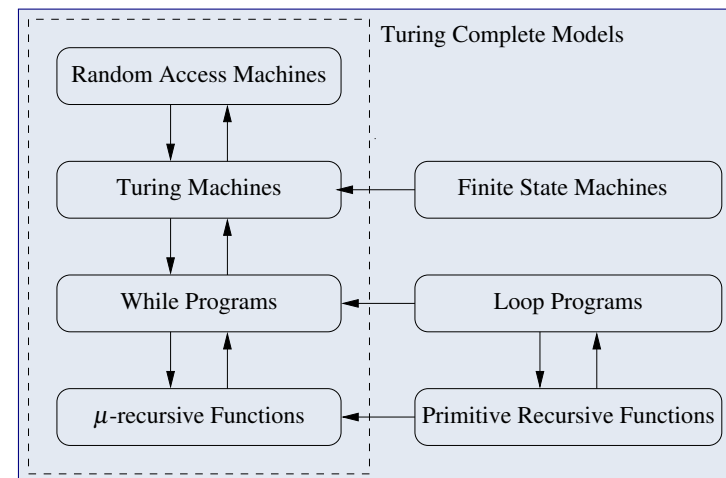 Turing Complete Models
Random Access Machines
Turing Machines
Finite State Machines
While Programs
Loop Programs
μ-recursive Functions
Primitive Recursive Functions